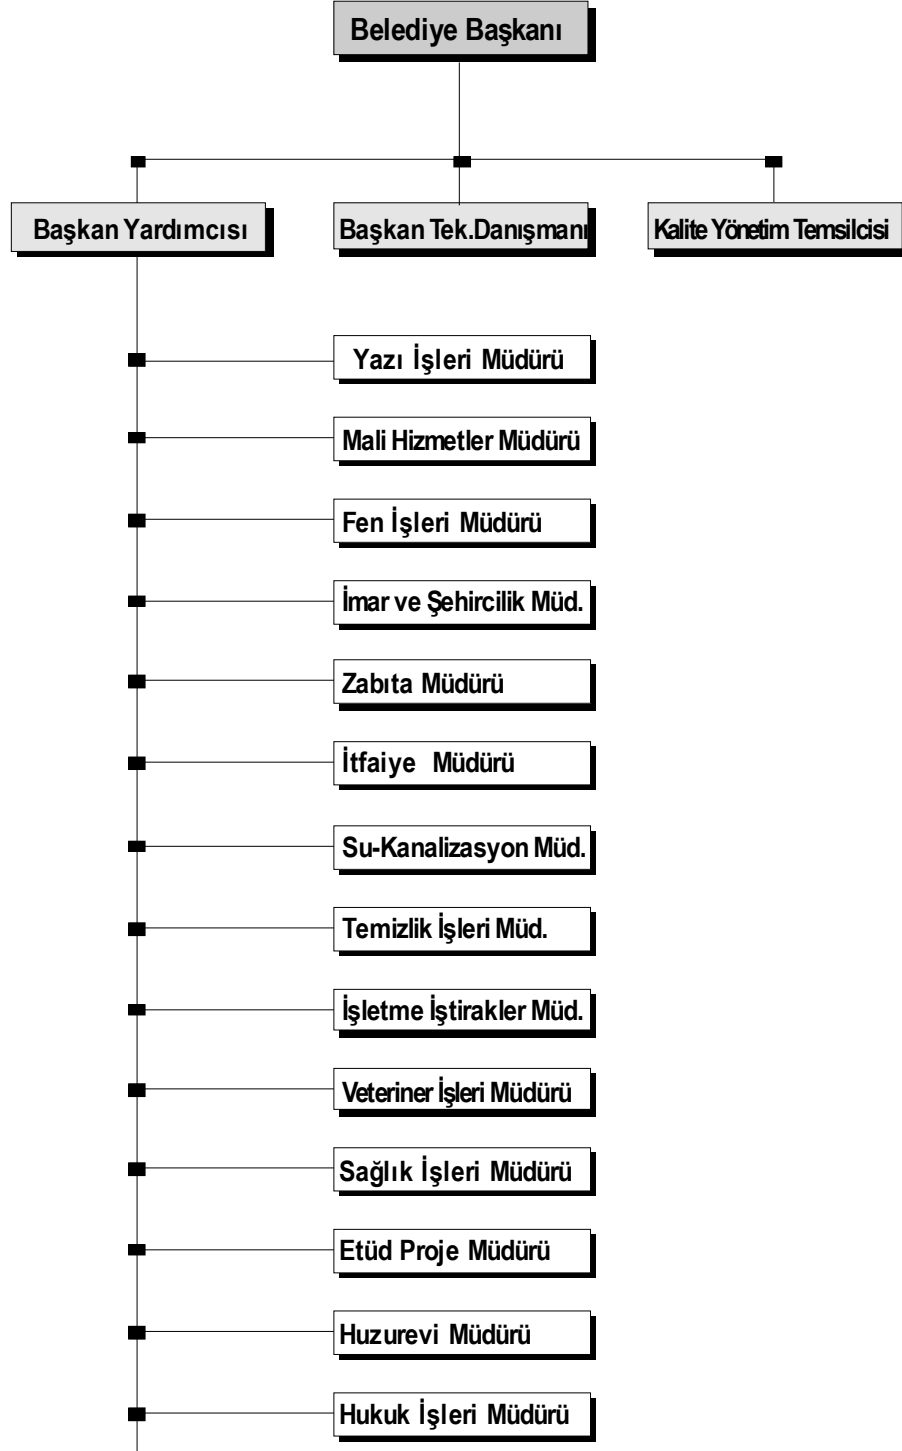 Belediye Başkanı
Başkan Yardımcısı
Başkan Tek.Danışmanı
Kalite Yönetim Temsilcisi
Yazı İşleri Müdürü
Mali Hizmetler Müdürü
Fen İşleri Müdürü
İmar ve Şehircilik Müd.
Zabıta Müdürü
İtfaiye Müdürü
Su-Kanalizasyon Müd.
Temizlik İşleri Müd.
İşletme İştirakler Müd.
Veteriner İşleri Müdürü
Sağlık İşleri Müdürü
Etüd Proje Müdürü
Huzurevi Müdürü
Hukuk İşleri Müdürü